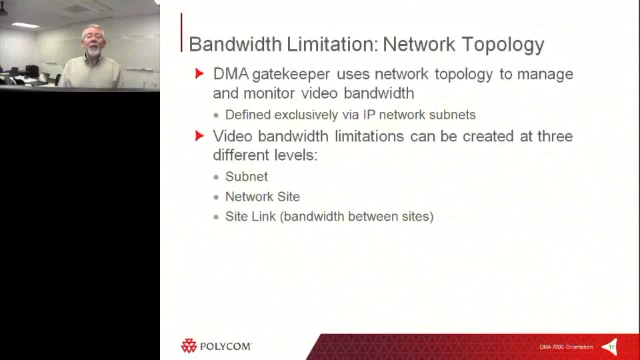 Bandwidth Limitation: Network Topology
DMA gatekeeper uses network topology to manage
and monitor video bandwidth
Defined exclusively via IP network subnets
Video bandwidth limitations can be created at three
different levels:
Subnet
Network Site
Site Link (bandwidth between sites)
POLYCOM
DMA 7000 Orientation
11